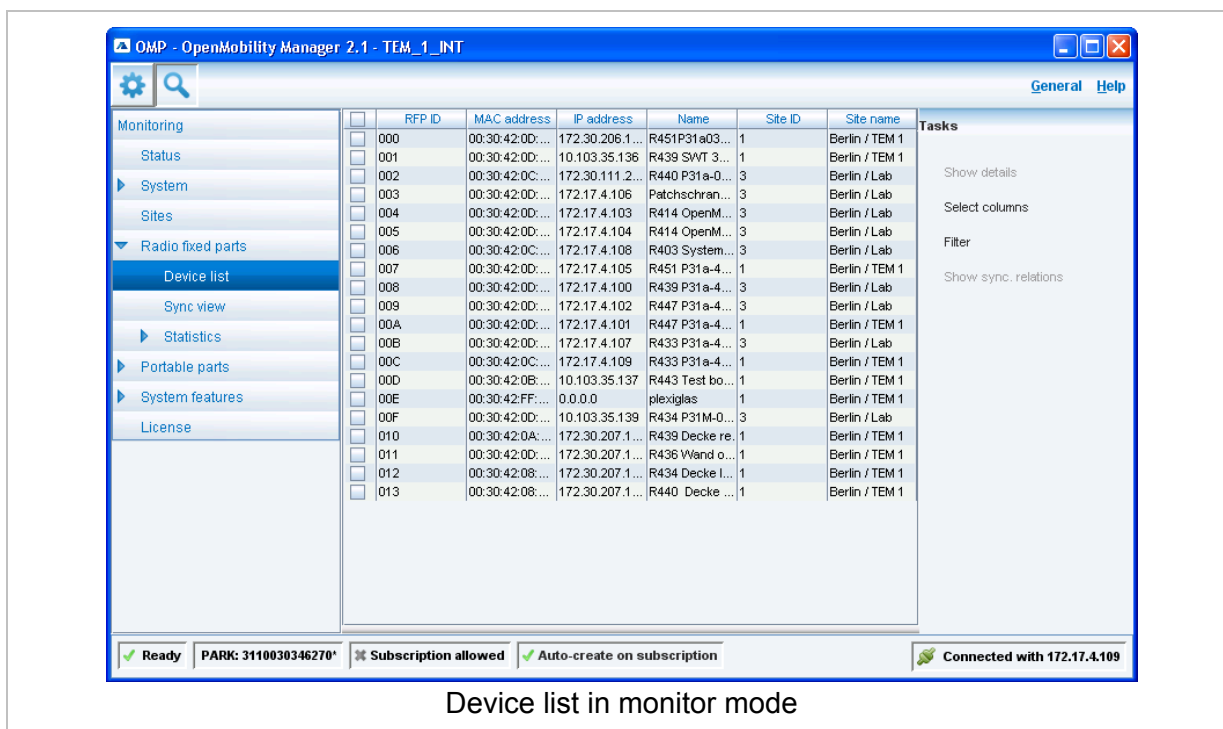 OMP - OpenMobility Manager 2.1 - TEM_1_INT
General Help
Monitoring
Status
System
Sites
Radio fixed parts
Device list
Sync view
Statistics
Portable parts
System features
License
RFP ID MAC address IP address Name Site ID Site name
000 00:30:42:0D:... 172.30.206.1... R451P31a03... 1 Berlin / TEM 1
001 00:30:42:0D:... 10.103.35.136 R439 SWT 3... 1 Berlin / TEM 1
002 00:30:42:0C:... 172.30.111.2... R440 P31a-0... 3 Berlin / Lab
003 00:30:42:0D:... 172.17.4.106 Patchschran... 3 Berlin / Lab
004 00:30:42:0D:... 172.17.4.103 R414 OpenM... 3 Berlin / Lab
005 00:30:42:0D:... 172.17.4.104 R414 OpenM... 3 Berlin / Lab
006 00:30:42:0C:... 172.17.4.108 R403 System... 3 Berlin / Lab
007 00:30:42:0D:... 172.17.4.105 R451 P31a-4... 1 Berlin / TEM 1
008 00:30:42:0D:... 172.17.4.100 R439 P31a-4... 3 Berlin / Lab
009 00:30:42:0D:... 172.17.4.102 R447 P31a-4... 3 Berlin / Lab
00A 00:30:42:0D:... 172.17.4.101 R447 P31a-4... 1 Berlin / TEM 1
00B 00:30:42:0D:... 172.17.4.107 R433 P31a-4... 3 Berlin / Lab
00C 00:30:42:0C:... 172.17.4.109 R433 P31a-4... 1 Berlin / TEM 1
00D 00:30:42:0B:... 10.103.35.137 R443 Test bo... 1 Berlin / TEM 1
00E 00:30:42:FF:... 0.0.0.0 plexiglas 1 Berlin / TEM 1
00F 00:30:42:0D:... 10.103.35.139 R434 P31M-0... 3 Berlin / Lab
010 00:30:42:0A:... 172.30.207.1... R439 Decke re. 1 Berlin / TEM 1
011 00:30:42:0D:... 172.30.207.1... R436 Wand o... 1 Berlin / TEM 1
012 00:30:42:08:... 172.30.207.1... R434 Decke l... 1 Berlin / TEM 1
013 00:30:42:08:... 172.30.207.1... R440 Decke ... 1 Berlin / TEM 1
Tasks
Show details
Select columns
Filter
Show sync. relations
Ready PARK: 3110030346270* Subscription allowed Auto-create on subscription Connected with 172.17.4.109
Device list in monitor mode